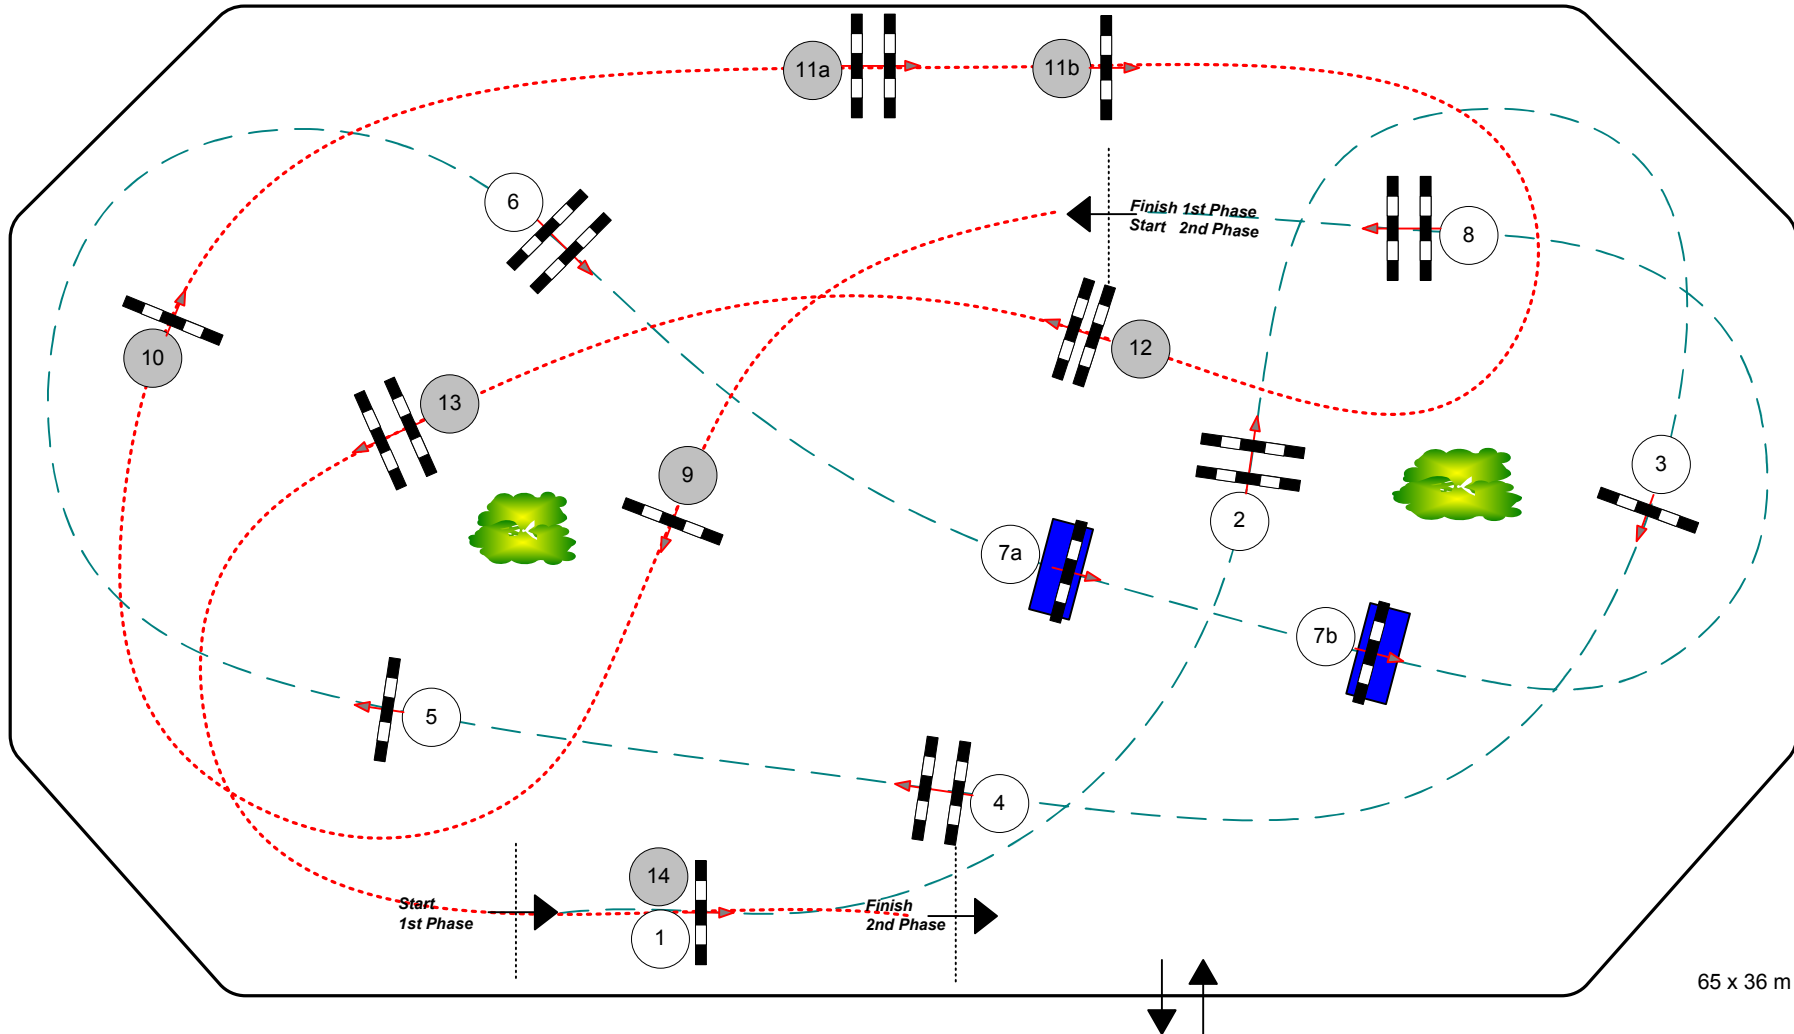 11a
11b
6
Finish 1st Phase
Start 2nd Phase
8
10
12
13
9
3
2
7a
7b
5
4
14
Start
1st Phase
1
Finish
2nd Phase
65 x 36 m